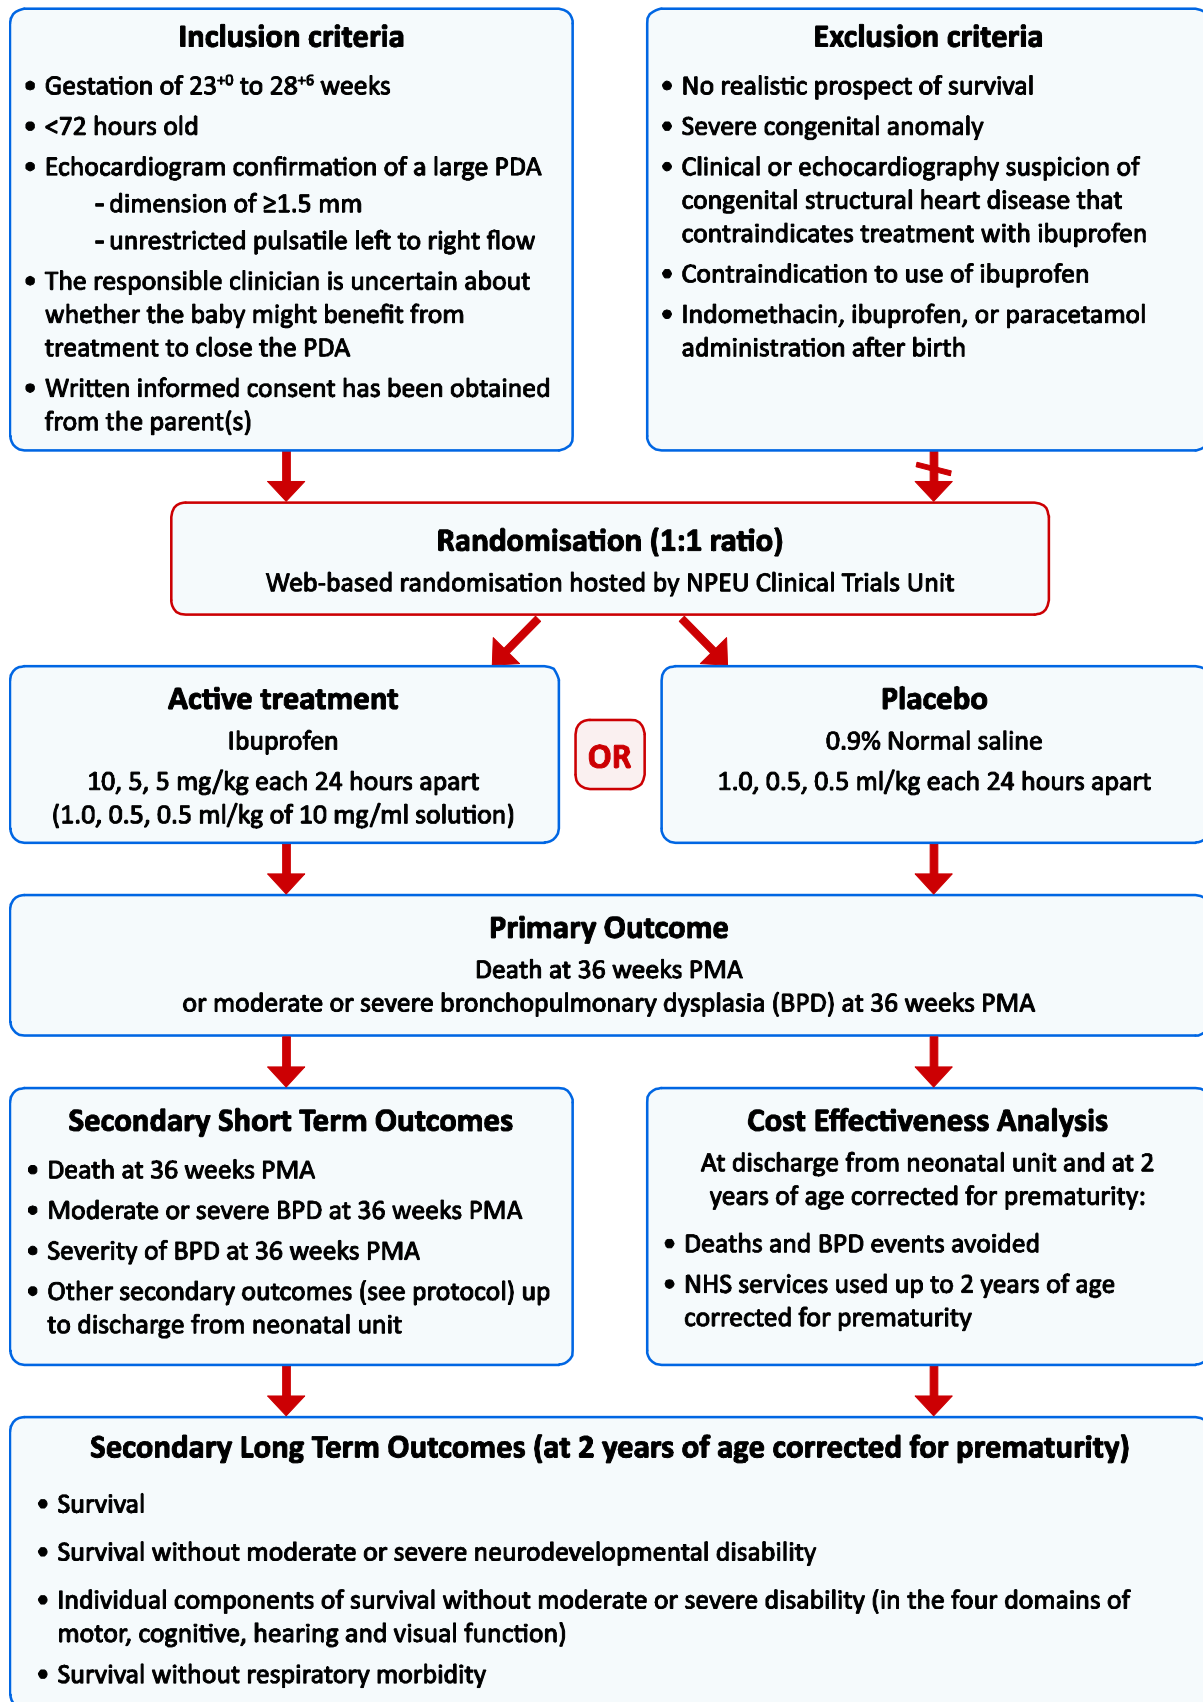 Inclusion criteria
• Gestation of 23+0 to 28+6 weeks
• <72 hours old
• Echocardiogram confirmation of a large PDA
- dimension of ≥1.5 mm
- unrestricted pulsatile left to right flow
• The responsible clinician is uncertain about
whether the baby might benefit from
treatment to close the PDA
• Written informed consent has been obtained
from the parent(s)
Exclusion criteria
• No realistic prospect of survival
• Severe congenital anomaly
• Clinical or echocardiography suspicion of
congenital structural heart disease that
contraindicates treatment with ibuprofen
• Contraindication to use of ibuprofen
• Indomethacin, ibuprofen, or paracetamol
administration after birth
Randomisation (1:1 ratio)
Web-based randomisation hosted by NPEU Clinical Trials Unit
Active treatment
Ibuprofen
10, 5, 5 mg/kg each 24 hours apart
(1.0, 0.5, 0.5 ml/kg of 10 mg/ml solution)
OR
Placebo
0.9% Normal saline
1.0, 0.5, 0.5 ml/kg each 24 hours apart
Primary Outcome
Death at 36 weeks PMA
or moderate or severe bronchopulmonary dysplasia (BPD) at 36 weeks PMA
Secondary Short Term Outcomes
• Death at 36 weeks PMA
• Moderate or severe BPD at 36 weeks PMA
• Severity of BPD at 36 weeks PMA
• Other secondary outcomes (see protocol) up
to discharge from neonatal unit
Cost Effectiveness Analysis
At discharge from neonatal unit and at 2
years of age corrected for prematurity:
• Deaths and BPD events avoided
• NHS services used up to 2 years of age
corrected for prematurity
Secondary Long Term Outcomes (at 2 years of age corrected for prematurity)
• Survival
• Survival without moderate or severe neurodevelopmental disability
• Individual components of survival without moderate or severe disability (in the four domains of
motor, cognitive, hearing and visual function)
• Survival without respiratory morbidity